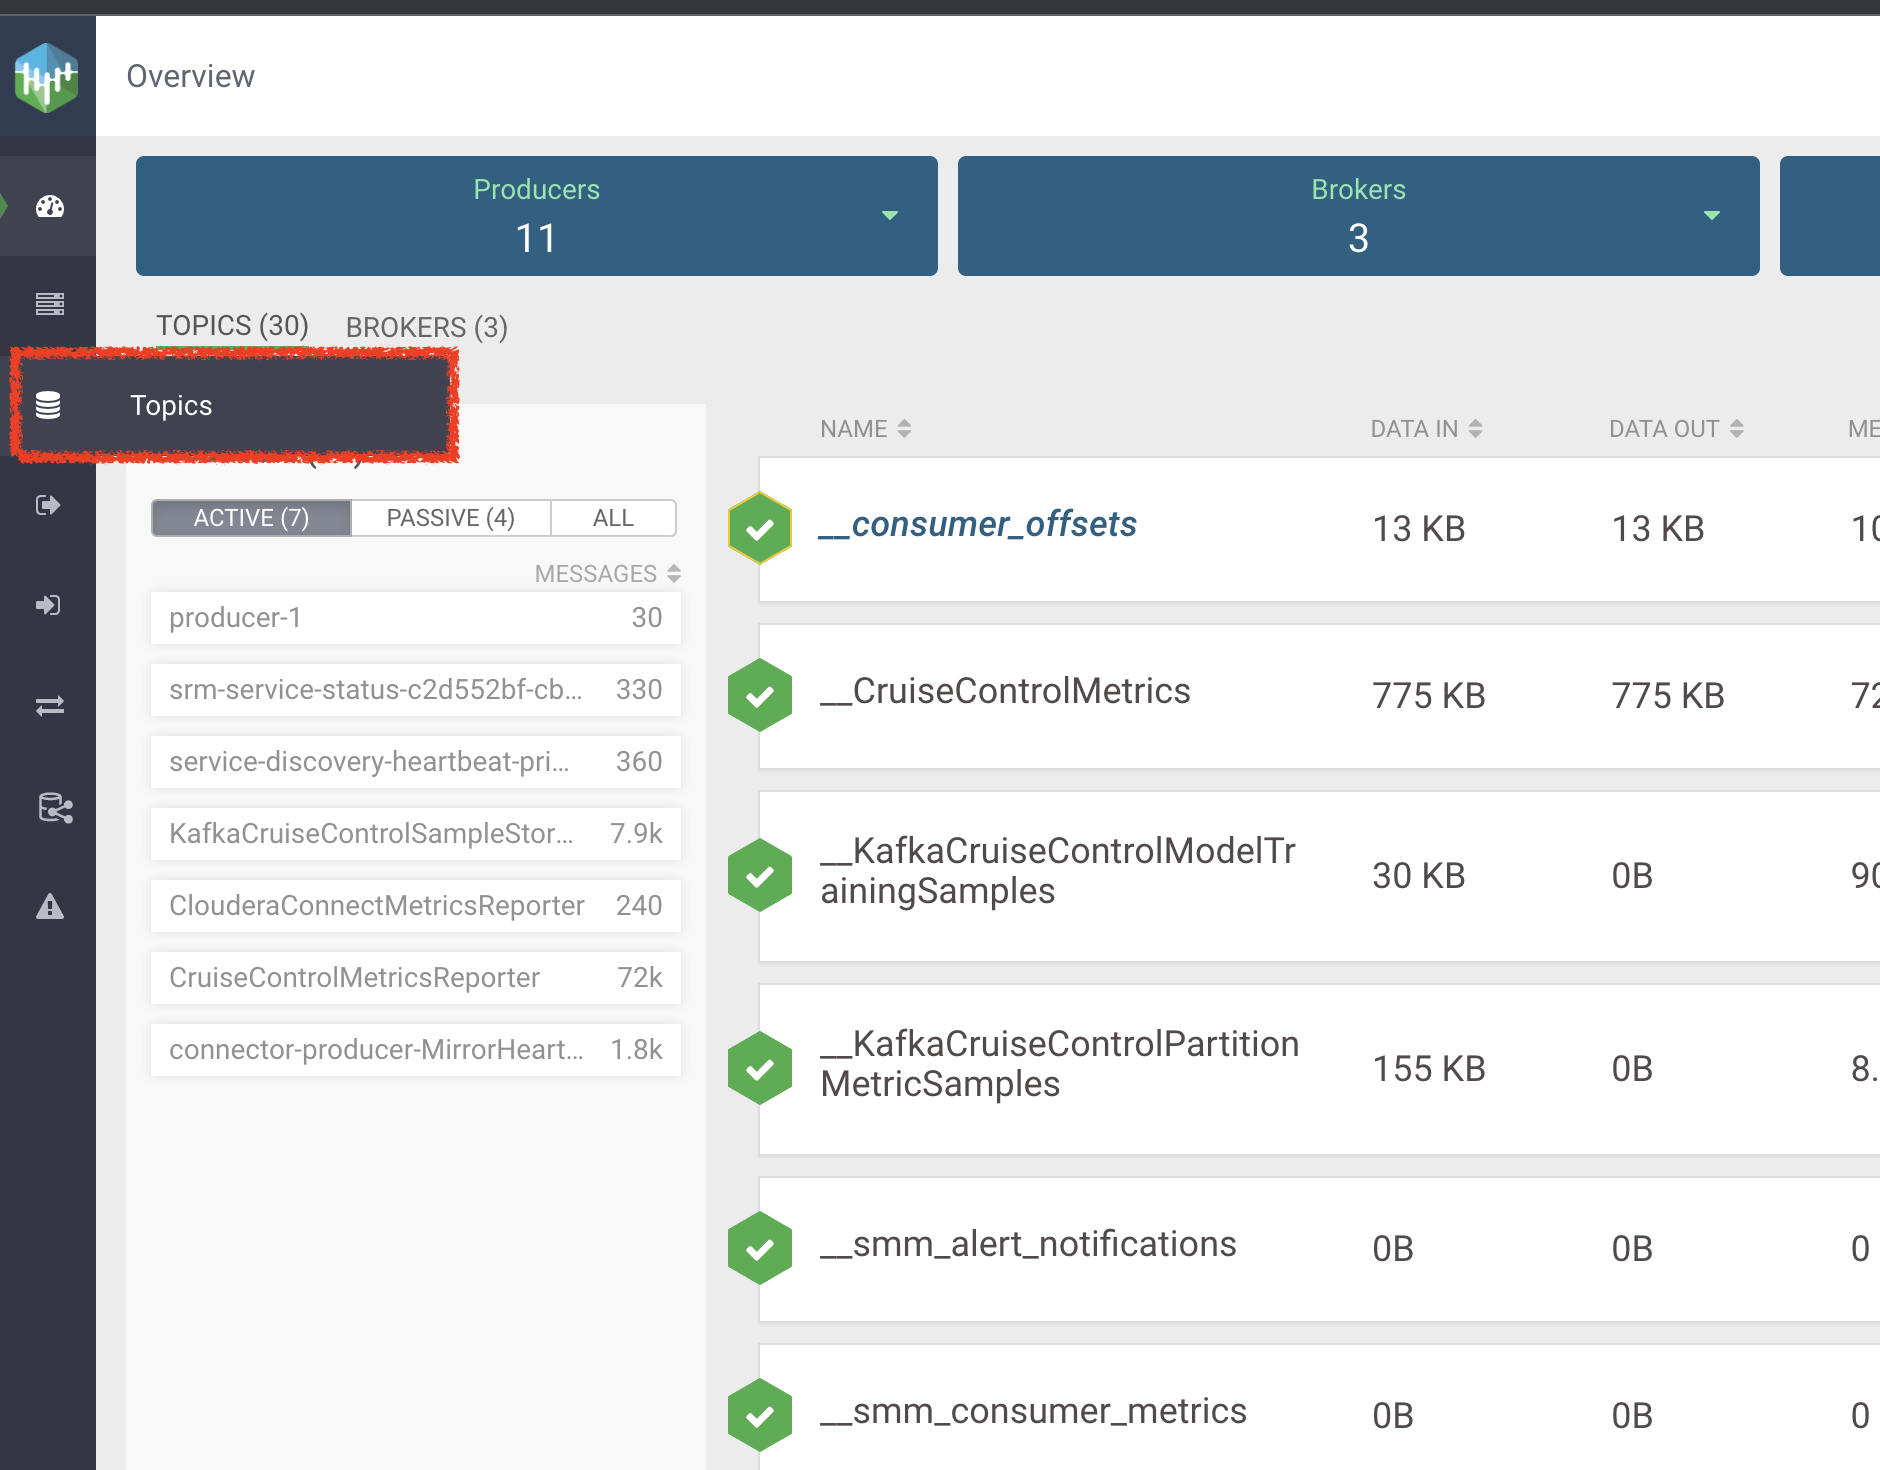 Overview
Producers
11
Brokers
3
TOPICS (30) BROKERS (3)
Topics
ACTIVE (7) PASSIVE (4) ALL
MESSAGES
producer-1 30
srm-service-status-c2d552bf-cb... 330
service-discovery-heartbeat-pri... 360
KafkaCruiseControlSampleStor... 7.9k
ClouderaConnectMetricsReporter 240
CruiseControlMetricsReporter 72k
connector-producer-MirrorHeart... 1.8k
NAME DATA IN DATA OUT ME
__consumer_offsets 13 KB 13 KB 10
__CruiseControlMetrics 775 KB 775 KB 72
__KafkaCruiseControlModelTr
ainingSamples 30 KB 0B 90
__KafkaCruiseControlPartition
MetricSamples 155 KB 0B 8.
__smm_alert_notifications 0B 0B 0
__smm_consumer_metrics 0B 0B 0